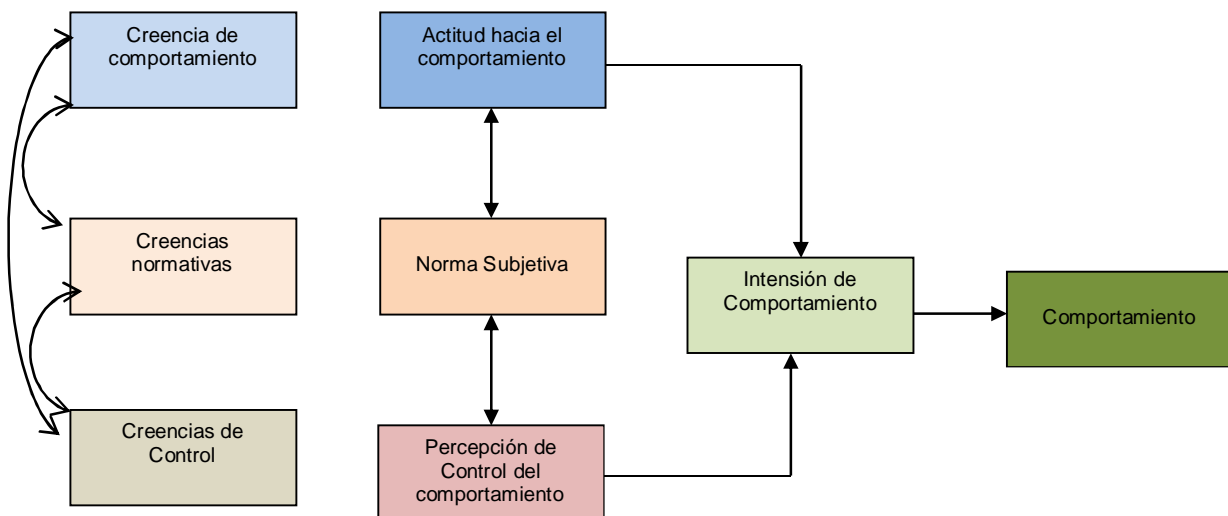 Creencia de
comportamiento
Actitud hacia el
comportamiento
Creencias
normativas
Norma Subjetiva
Intensión de
Comportamiento
Comportamiento
Creencias de
Control
Percepción de
Control del
comportamiento